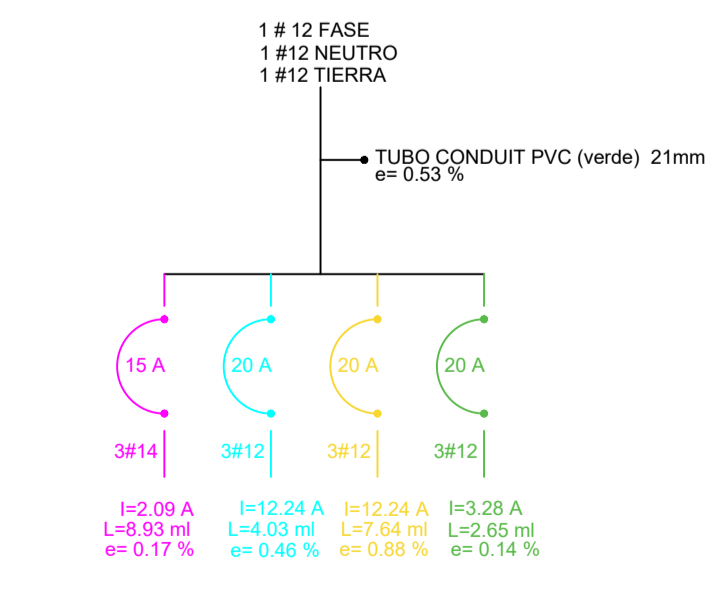 1 # 12 FASE
1 #12 NEUTRO
1 #12 TIERRA
TUBO CONDUIT PVC (verde) 21mm
e= 0.53 %
15 A 20 A 20 A 20 A
3#14 3#12 3#12 3#12
I=2.09 A I=12.24 A I=12.24 A I=3.28 A
L=8.93 ml L=4.03 ml L=7.64 ml L=2.65 ml
e= 0.17 % e= 0.46 % e= 0.88 % e= 0.14 %